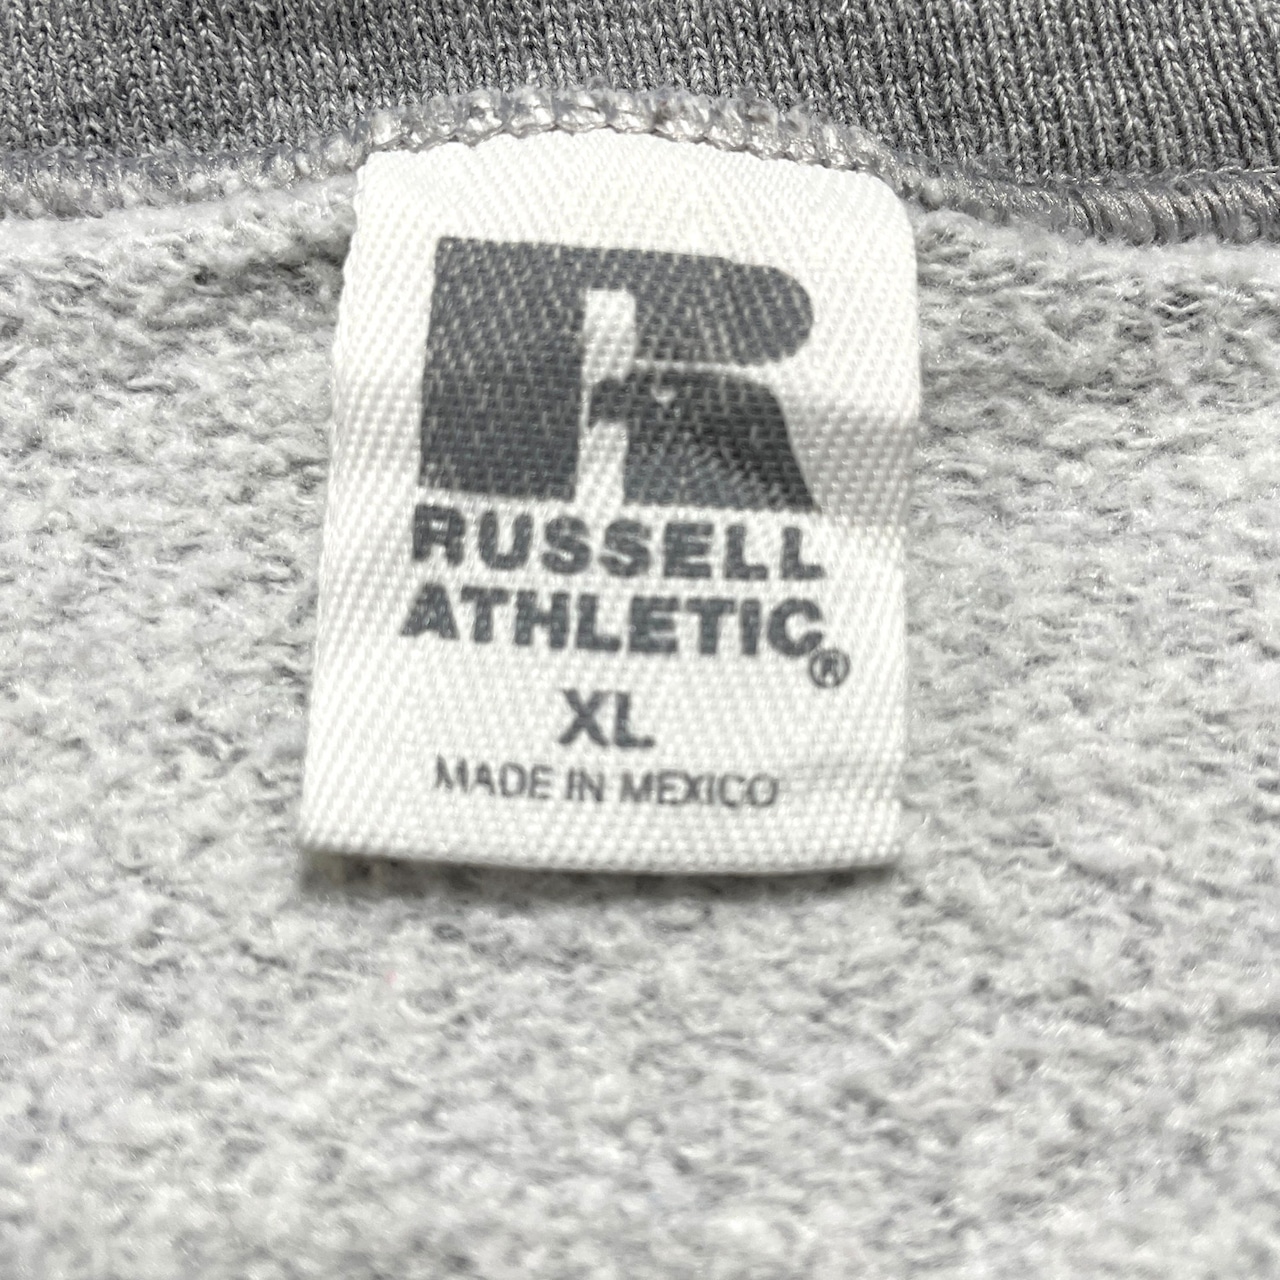 R
RUSSELL
ATHLETIC®
XL
MADE IN MEXICO